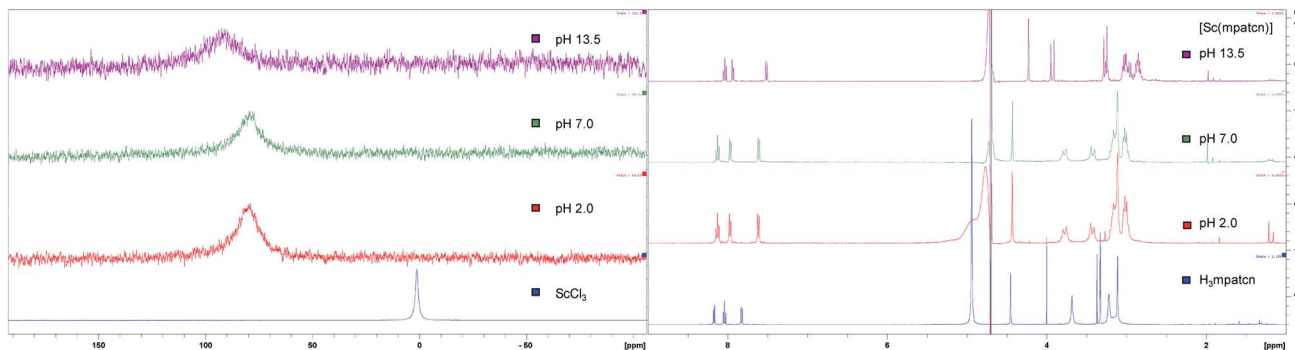 pH 13.5
pH 7.0
pH 2.0
ScCl3
150
100
50
0
- 50
[ppm]
[Sc(mpatcn)]
pH 13.5
pH 7.0
pH 2.0
H3mpatcn
8
6
4
2
[ppm]